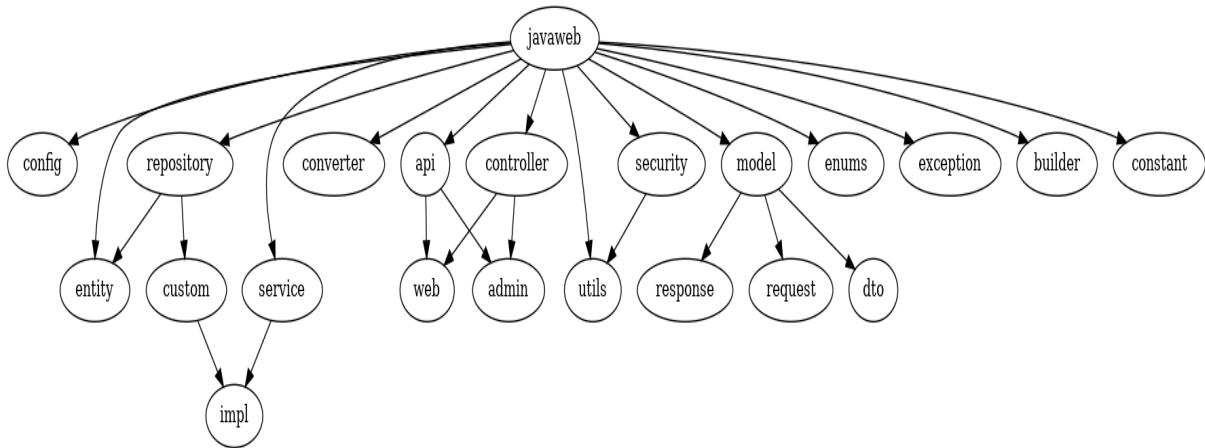 javaweb
config
repository
converter
api
controller
security
model
enums
exception
builder
constant
entity
custom
service
web
admin
utils
response
request
dto
impl